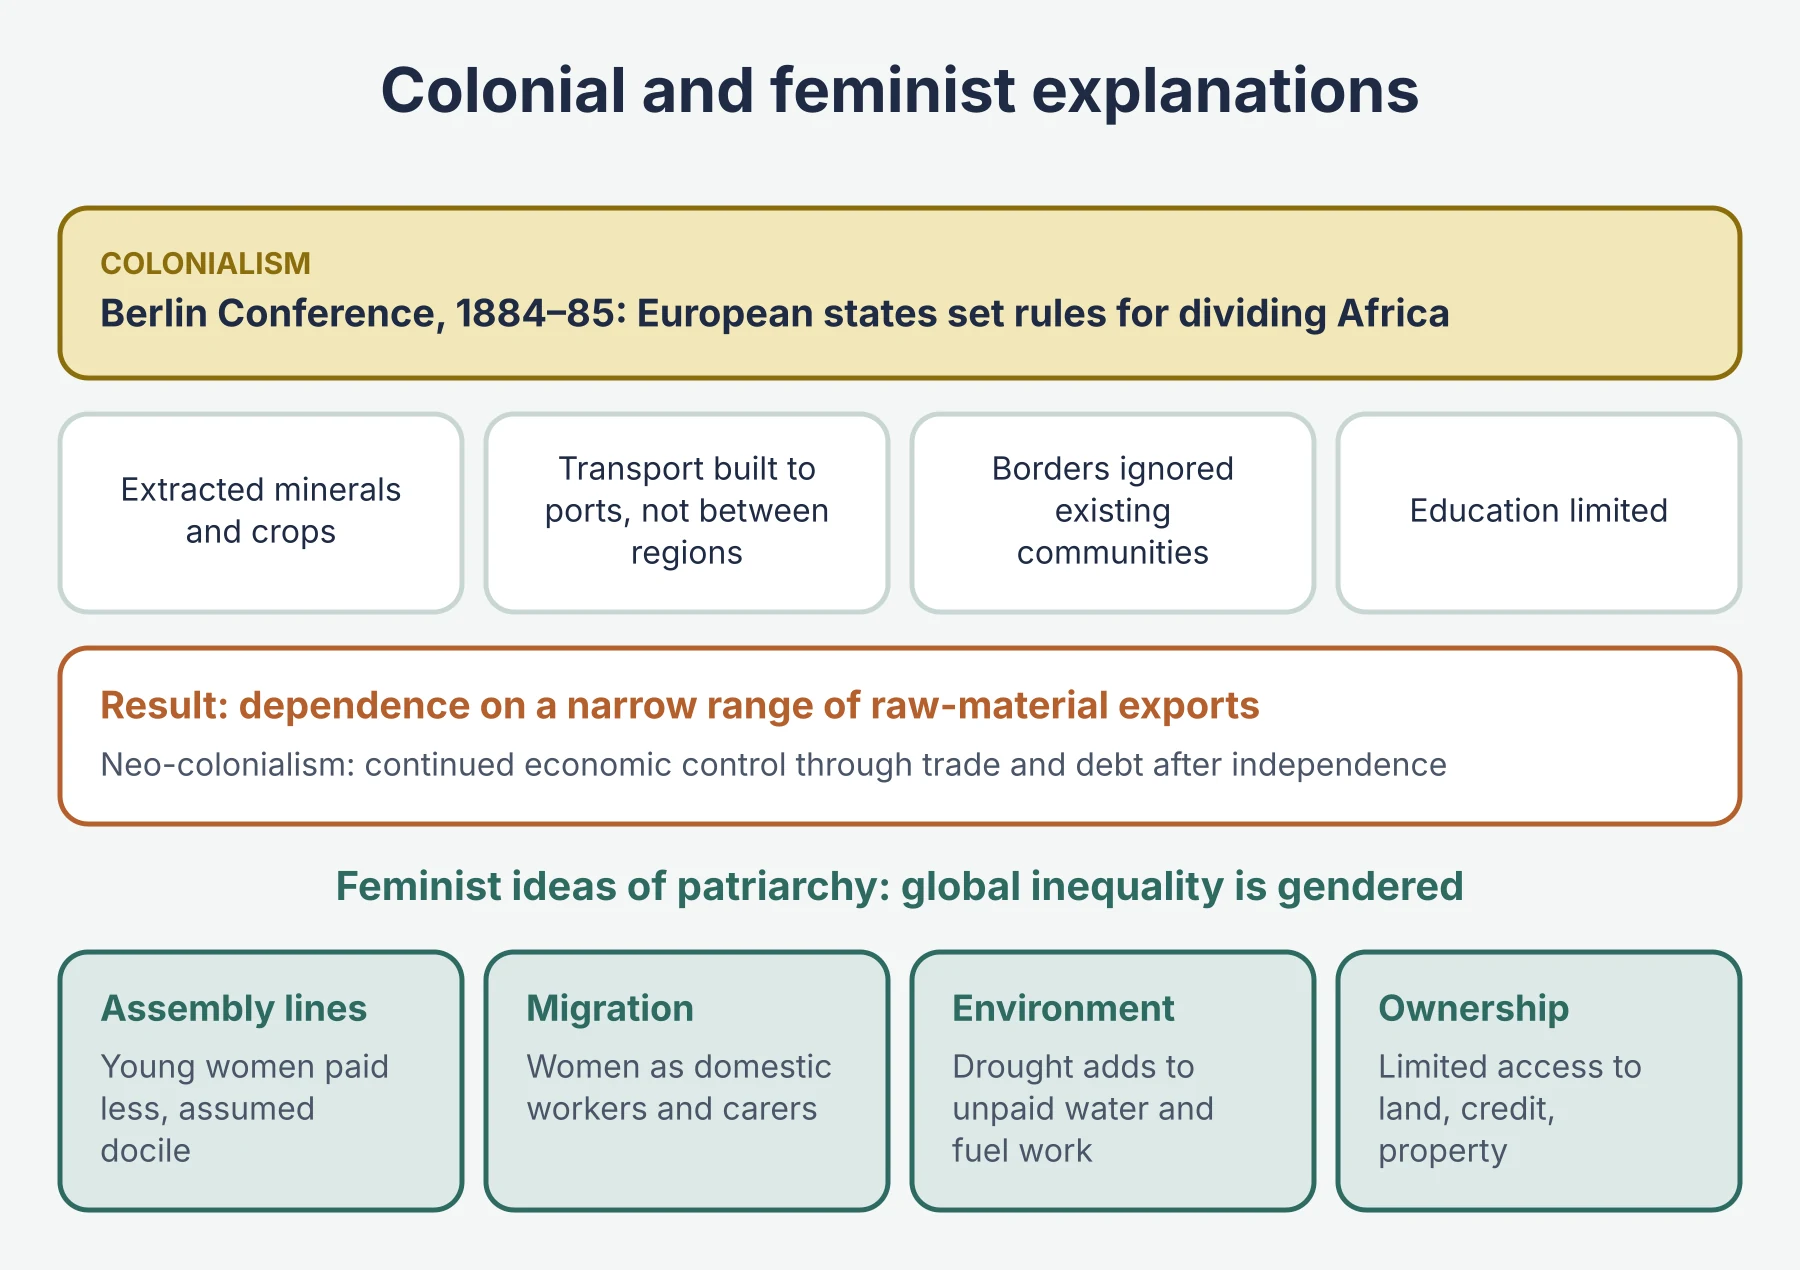 Colonial and feminist explanations
COLONIALISM
Berlin Conference, 1884–85: European states set rules for dividing Africa
Extracted minerals
and crops
Transport built to
ports, not between
regions
Borders ignored
existing
communities
Education limited
Result: dependence on a narrow range of raw-material exports
Neo-colonialism: continued economic control through trade and debt after independence
Feminist ideas of patriarchy: global inequality is gendered
Assembly lines
Young women paid
less, assumed
docile
Migration
Women as domestic
workers and carers
Environment
Drought adds to
unpaid water and
fuel work
Ownership
Limited access to
land, credit,
property